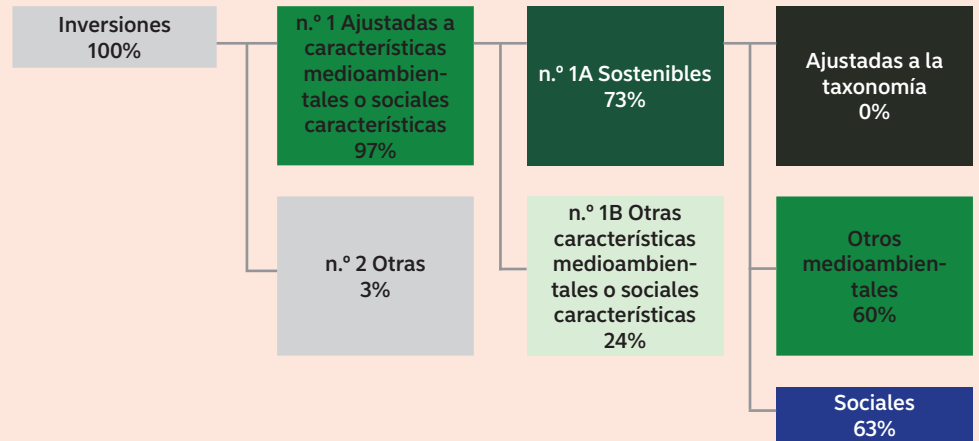 Inversiones
100%
n.º 1 Ajustadas a
características
medioambien-
tales o sociales
características
97%
n.º 2 Otras
3%
n.º 1A Sostenibles
73%
n.º 1B Otras
características
medioambien-
tales o sociales
características
24%
Ajustadas a la
taxonomía
0%
Otros
medioambien-
tales
60%
Sociales
63%